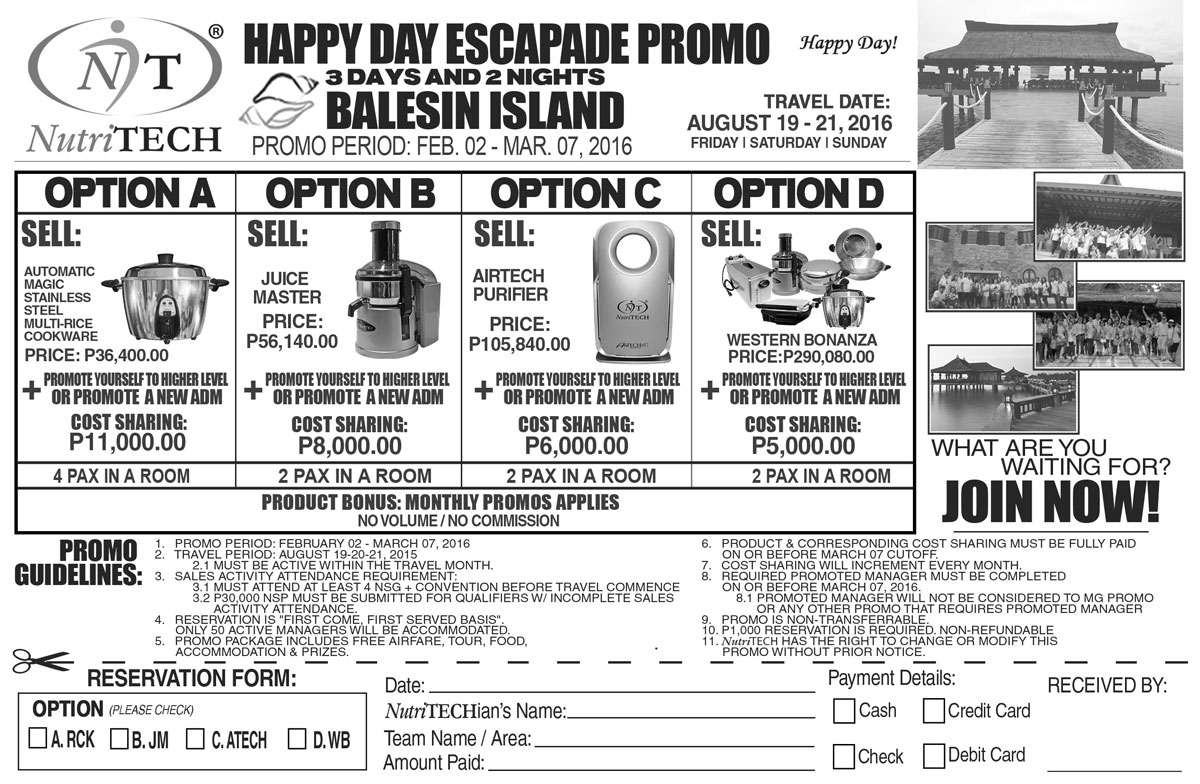 NT®
NutriTECH
HAPPY DAY ESCAPADE PROMO
3 DAYS AND 2 NIGHTS
BALESIN ISLAND
PROMO PERIOD: FEB. 02 - MAR. 07, 2016
Happy Day!
TRAVEL DATE:
AUGUST 19 - 21, 2016
FRIDAY | SATURDAY | SUNDAY
OPTION A
SELL:
AUTOMATIC
MAGIC
STAINLESS
STEEL
MULTI-RICE
COOKWARE
PRICE: P36,400.00
+ PROMOTE YOURSELF TO HIGHER LEVEL
OR PROMOTE A NEW ADM
COST SHARING:
P11,000.00
4 PAX IN A ROOM
OPTION B
SELL:
JUICE
MASTER
PRICE:
P56,140.00
+ PROMOTE YOURSELF TO HIGHER LEVEL
OR PROMOTE A NEW ADM
COST SHARING:
P8,000.00
2 PAX IN A ROOM
OPTION C
SELL:
AIRTECH
PURIFIER
PRICE:
P105,840.00
NT
NutriTECH
+ PROMOTE YOURSELF TO HIGHER LEVEL
OR PROMOTE A NEW ADM
COST SHARING:
P6,000.00
2 PAX IN A ROOM
OPTION D
SELL:
WESTERN BONANZA
PRICE:P290,080.00
+ PROMOTE YOURSELF TO HIGHER LEVEL
OR PROMOTE A NEW ADM
COST SHARING:
P5,000.00
2 PAX IN A ROOM
PRODUCT BONUS: MONTHLY PROMOS APPLIES
NO VOLUME / NO COMMISSION
WHAT ARE YOU
WAITING FOR?
JOIN NOW!
PROMO
GUIDELINES:
1. PROMO PERIOD: FEBRUARY 02 - MARCH 07, 2016
2. TRAVEL PERIOD: AUGUST 19-20-21, 2015
2.1 MUST BE ACTIVE WITHIN THE TRAVEL MONTH.
3. SALES ACTIVITY ATTENDANCE REQUIREMENT:
3.1 MUST ATTEND AT LEAST 4 NSG + CONVENTION BEFORE TRAVEL COMMENCE
3.2 P30,000 NSP MUST BE SUBMITTED FOR QUALIFIERS W/ INCOMPLETE SALES
ACTIVITY ATTENDANCE.
4. RESERVATION IS "FIRST COME, FIRST SERVED BASIS".
ONLY 50 ACTIVE MANAGERS WILL BE ACCOMMODATED.
5. PROMO PACKAGE INCLUDES FREE AIRFARE, TOUR, FOOD,
ACCOMMODATION & PRIZES.
6. PRODUCT & CORRESPONDING COST SHARING MUST BE FULLY PAID
ON OR BEFORE MARCH 07 CUTOFF.
7. COST SHARING WILL INCREMENT EVERY MONTH.
8. REQUIRED PROMOTED MANAGER MUST BE COMPLETED
ON OR BEFORE MARCH 07, 2016.
8.1 PROMOTED MANAGER WILL NOT BE CONSIDERED TO MG PROMO
OR ANY OTHER PROMO THAT REQUIRES PROMOTED MANAGER
9. PROMO IS NON-TRANSFERRABLE.
10. P1,000 RESERVATION IS REQUIRED. NON-REFUNDABLE
11. NutriTECH HAS THE RIGHT TO CHANGE OR MODIFY THIS
PROMO WITHOUT PRIOR NOTICE.
RESERVATION FORM:
OPTION (PLEASE CHECK)
A. RCK B. JM C. ATECH D. WB
Date:
NutriTECHian's Name:
Team Name / Area:
Amount Paid:
Payment Details:
Cash Credit Card
Check Debit Card
RECEIVED BY: